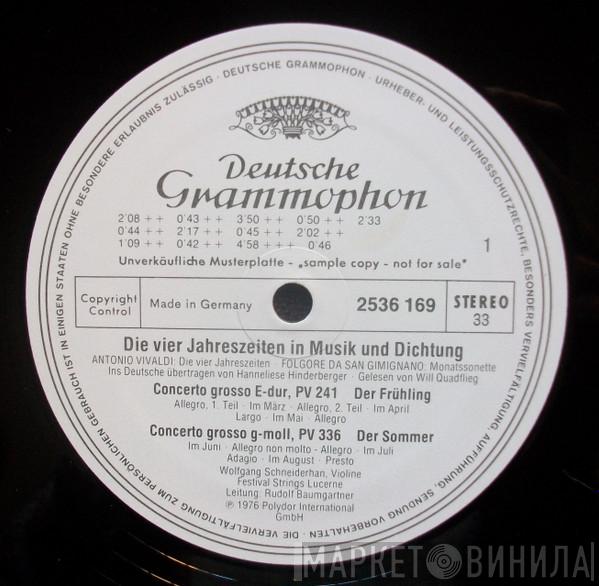 DIE VERVIELFÄLTIGUNG ZUM PERSÖNLICHEN GEBRAUCH IST IN EINIGEN STAATEN OHNE BESONDERE ERLAUBNIS ZULÄSSIG · DEUTSCHE GRAMMOPHON · URHEBER- UND LEISTUNGSSCHUTZRECHTE, BESONDERS VERVIELFÄLTIGUNG, AUFFÜHRUNG, SENDUNG VORBEHALTEN ·
Deutsche
Grammophon
2'08 + + 0'43 + + 3'50 + + 0'50 + + 2'33
0'44 + + 2'17 + + 0'45 + + 2'02 + +
1'09 + + 0'42 + + 4'58 + + + 0'46
1
Unverkäufliche Musterplatte - „sample copy - not for sale"
Copyright
Control
Made in Germany
2536 169
STEREO
33
Die vier Jahreszeiten in Musik und Dichtung
ANTONIO VIVALDI: Die vier Jahreszeiten · FOLGORE DA SAN GIMIGNANO: Monatssonette
Ins Deutsche übertragen von Hanneliese Hinderberger · Gelesen von Will Quadflieg
Concerto grosso E-dur, PV 241 Der Frühling
Allegro, 1. Teil · Im März · Allegro, 2. Teil · Im April
Largo · Im Mai · Allegro
Concerto grosso g-moll, PV 336 Der Sommer
Im Juni · Allegro non molto - Allegro · Im Juli
Adagio · Im August · Presto
Wolfgang Schneiderhan, Violine
Festival Strings Lucerne
Leitung: Rudolf Baumgartner
℗ 1976 Polydor International
GmbH
МАРКЕТ ВИНИЛА